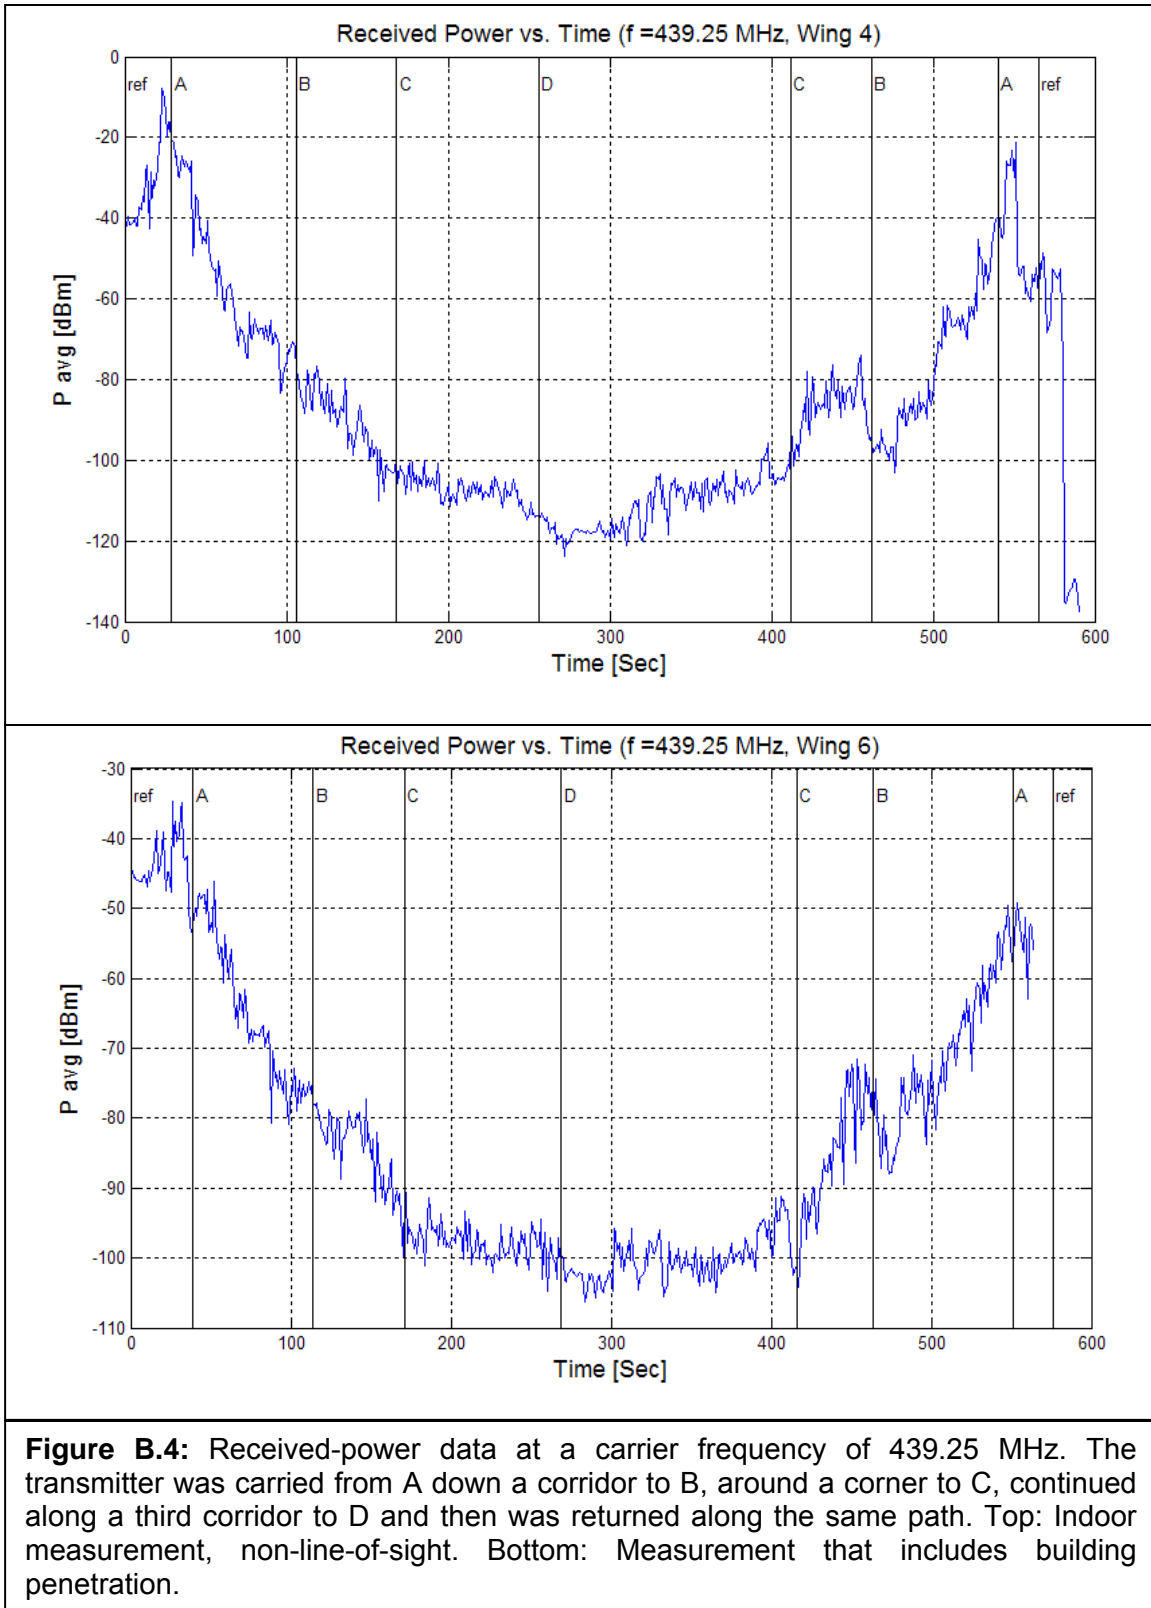 Received Power vs. Time (f =439.25 MHz, Wing 4)
0
-20
-40
-60
-80
-100
-120
-140
P avg [dBm]
ref A B C D C B A ref
0 100 200 300 400 500 600
Time [Sec]
Received Power vs. Time (f =439.25 MHz, Wing 6)
-30
-40
-50
-60
-70
-80
-90
-100
-110
P avg [dBm]
ref A B C D C B A ref
0 100 200 300 400 500 600
Time [Sec]
Figure B.4: Received-power data at a carrier frequency of 439.25 MHz. The
transmitter was carried from A down a corridor to B, around a corner to C, continued
along a third corridor to D and then was returned along the same path. Top: Indoor
measurement, non-line-of-sight. Bottom: Measurement that includes building
penetration.